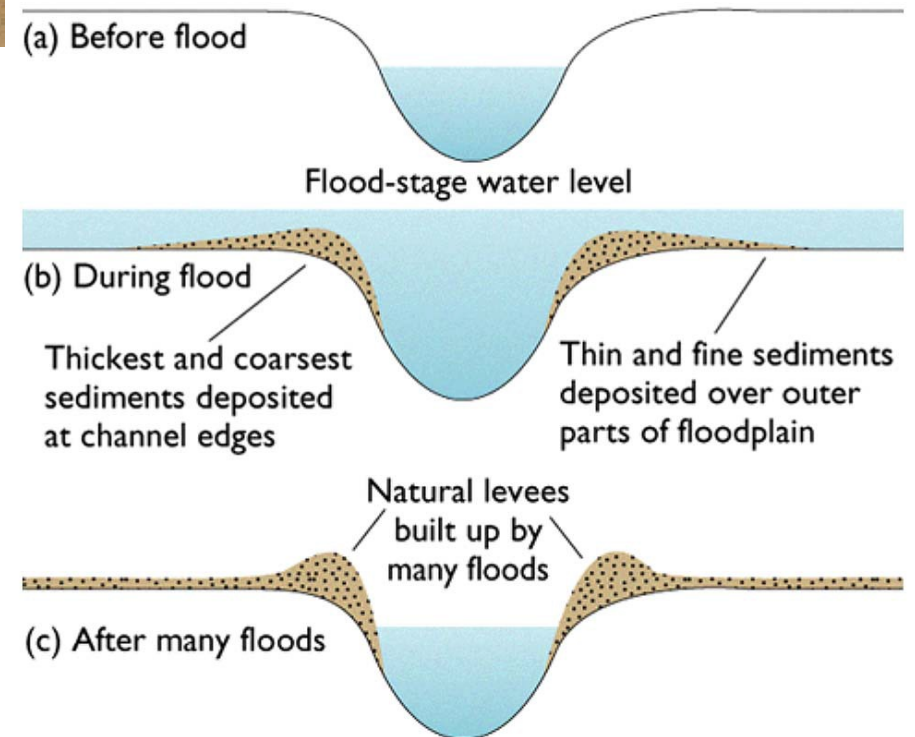 (a) Before flood
Flood-stage water level
(b) During flood
Thickest and coarsest
sediments deposited
at channel edges
Thin and fine sediments
deposited over outer
parts of floodplain
Natural levees
built up by
many floods
(c) After many floods